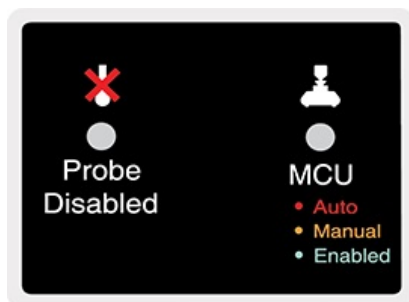 Probe
Disabled
MCU
• Auto
• Manual
• Enabled